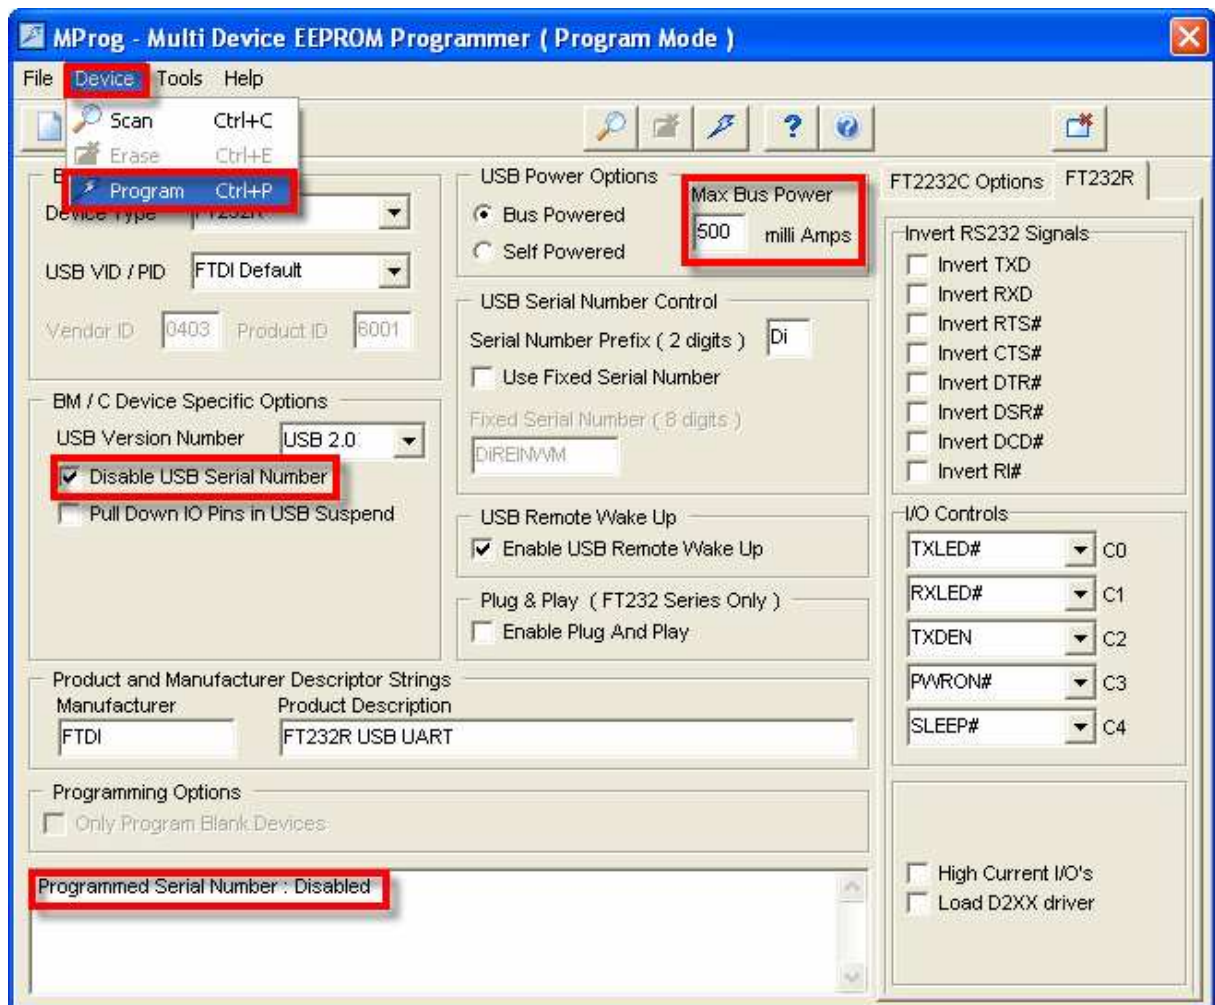 MProg - Multi Device EEPROM Programmer ( Program Mode )
File Device Tools Help
Scan Ctrl+C
Erase Ctrl+E
Program Ctrl+P
Device Type FT232R
USB VID / PID FTDI Default
Vendor ID 0403 Product ID 6001
BM / C Device Specific Options
USB Version Number USB 2.0
Disable USB Serial Number
Pull Down IO Pins in USB Suspend
USB Power Options
Bus Powered
Self Powered
Max Bus Power
500 milli Amps
USB Serial Number Control
Serial Number Prefix ( 2 digits ) Di
Use Fixed Serial Number
Fixed Serial Number ( 8 digits )
DiREINWM
USB Remote Wake Up
Enable USB Remote Wake Up
Plug & Play ( FT232 Series Only )
Enable Plug And Play
Product and Manufacturer Descriptor Strings
Manufacturer Product Description
FTDI FT232R USB UART
Programming Options
Only Program Blank Devices
Programmed Serial Number : Disabled
FT2232C Options FT232R
Invert RS232 Signals
Invert TXD
Invert RXD
Invert RTS#
Invert CTS#
Invert DTR#
Invert DSR#
Invert DCD#
Invert RI#
I/O Controls
TXLED# C0
RXLED# C1
TXDEN C2
PWRON# C3
SLEEP# C4
High Current I/O's
Load D2XX driver